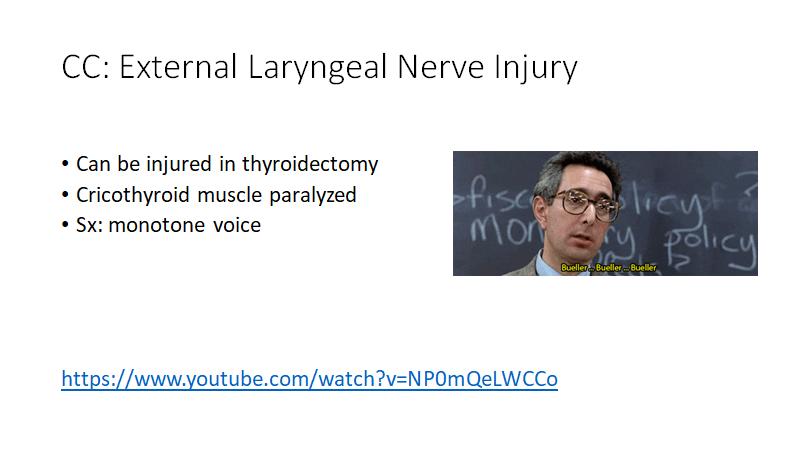 CC: External Laryngeal Nerve Injury
• Can be injured in thyroidectomy
• Cricothyroid muscle paralyzed
• Sx: monotone voice
fiscal policy ?
policy
Bueller... Bueller... Bueller
https://www.youtube.com/watch?v=NP0mQeLWCCo